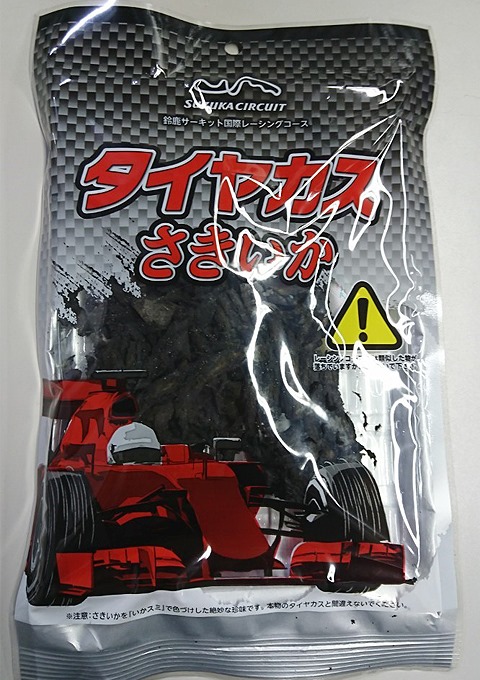 SUZUKA CIRCUIT
鈴鹿サーキット国際レーシングコース
タイヤカス
さきいか
※注意:さきいかを「いかスミ」で色づけした絶妙な珍味です。本物のタイヤカスと間違えないでください。